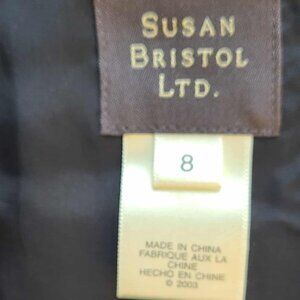 SUSAN
BRISTOL
LTD.
8
MADE IN CHINA
FABRIQUE AUX LA
CHINE
HECHO EN CHINE
© 2003